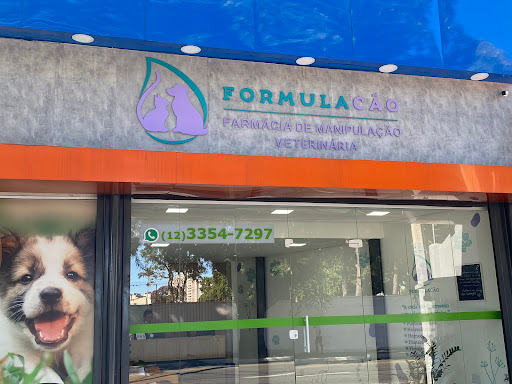 FORMULACÃO
FARMÁCIA DE MANIPULAÇÃO
VETERINÁRIA
(12)3354-7297